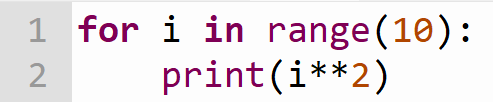 1 for i in range(10):
2     print(i**2)